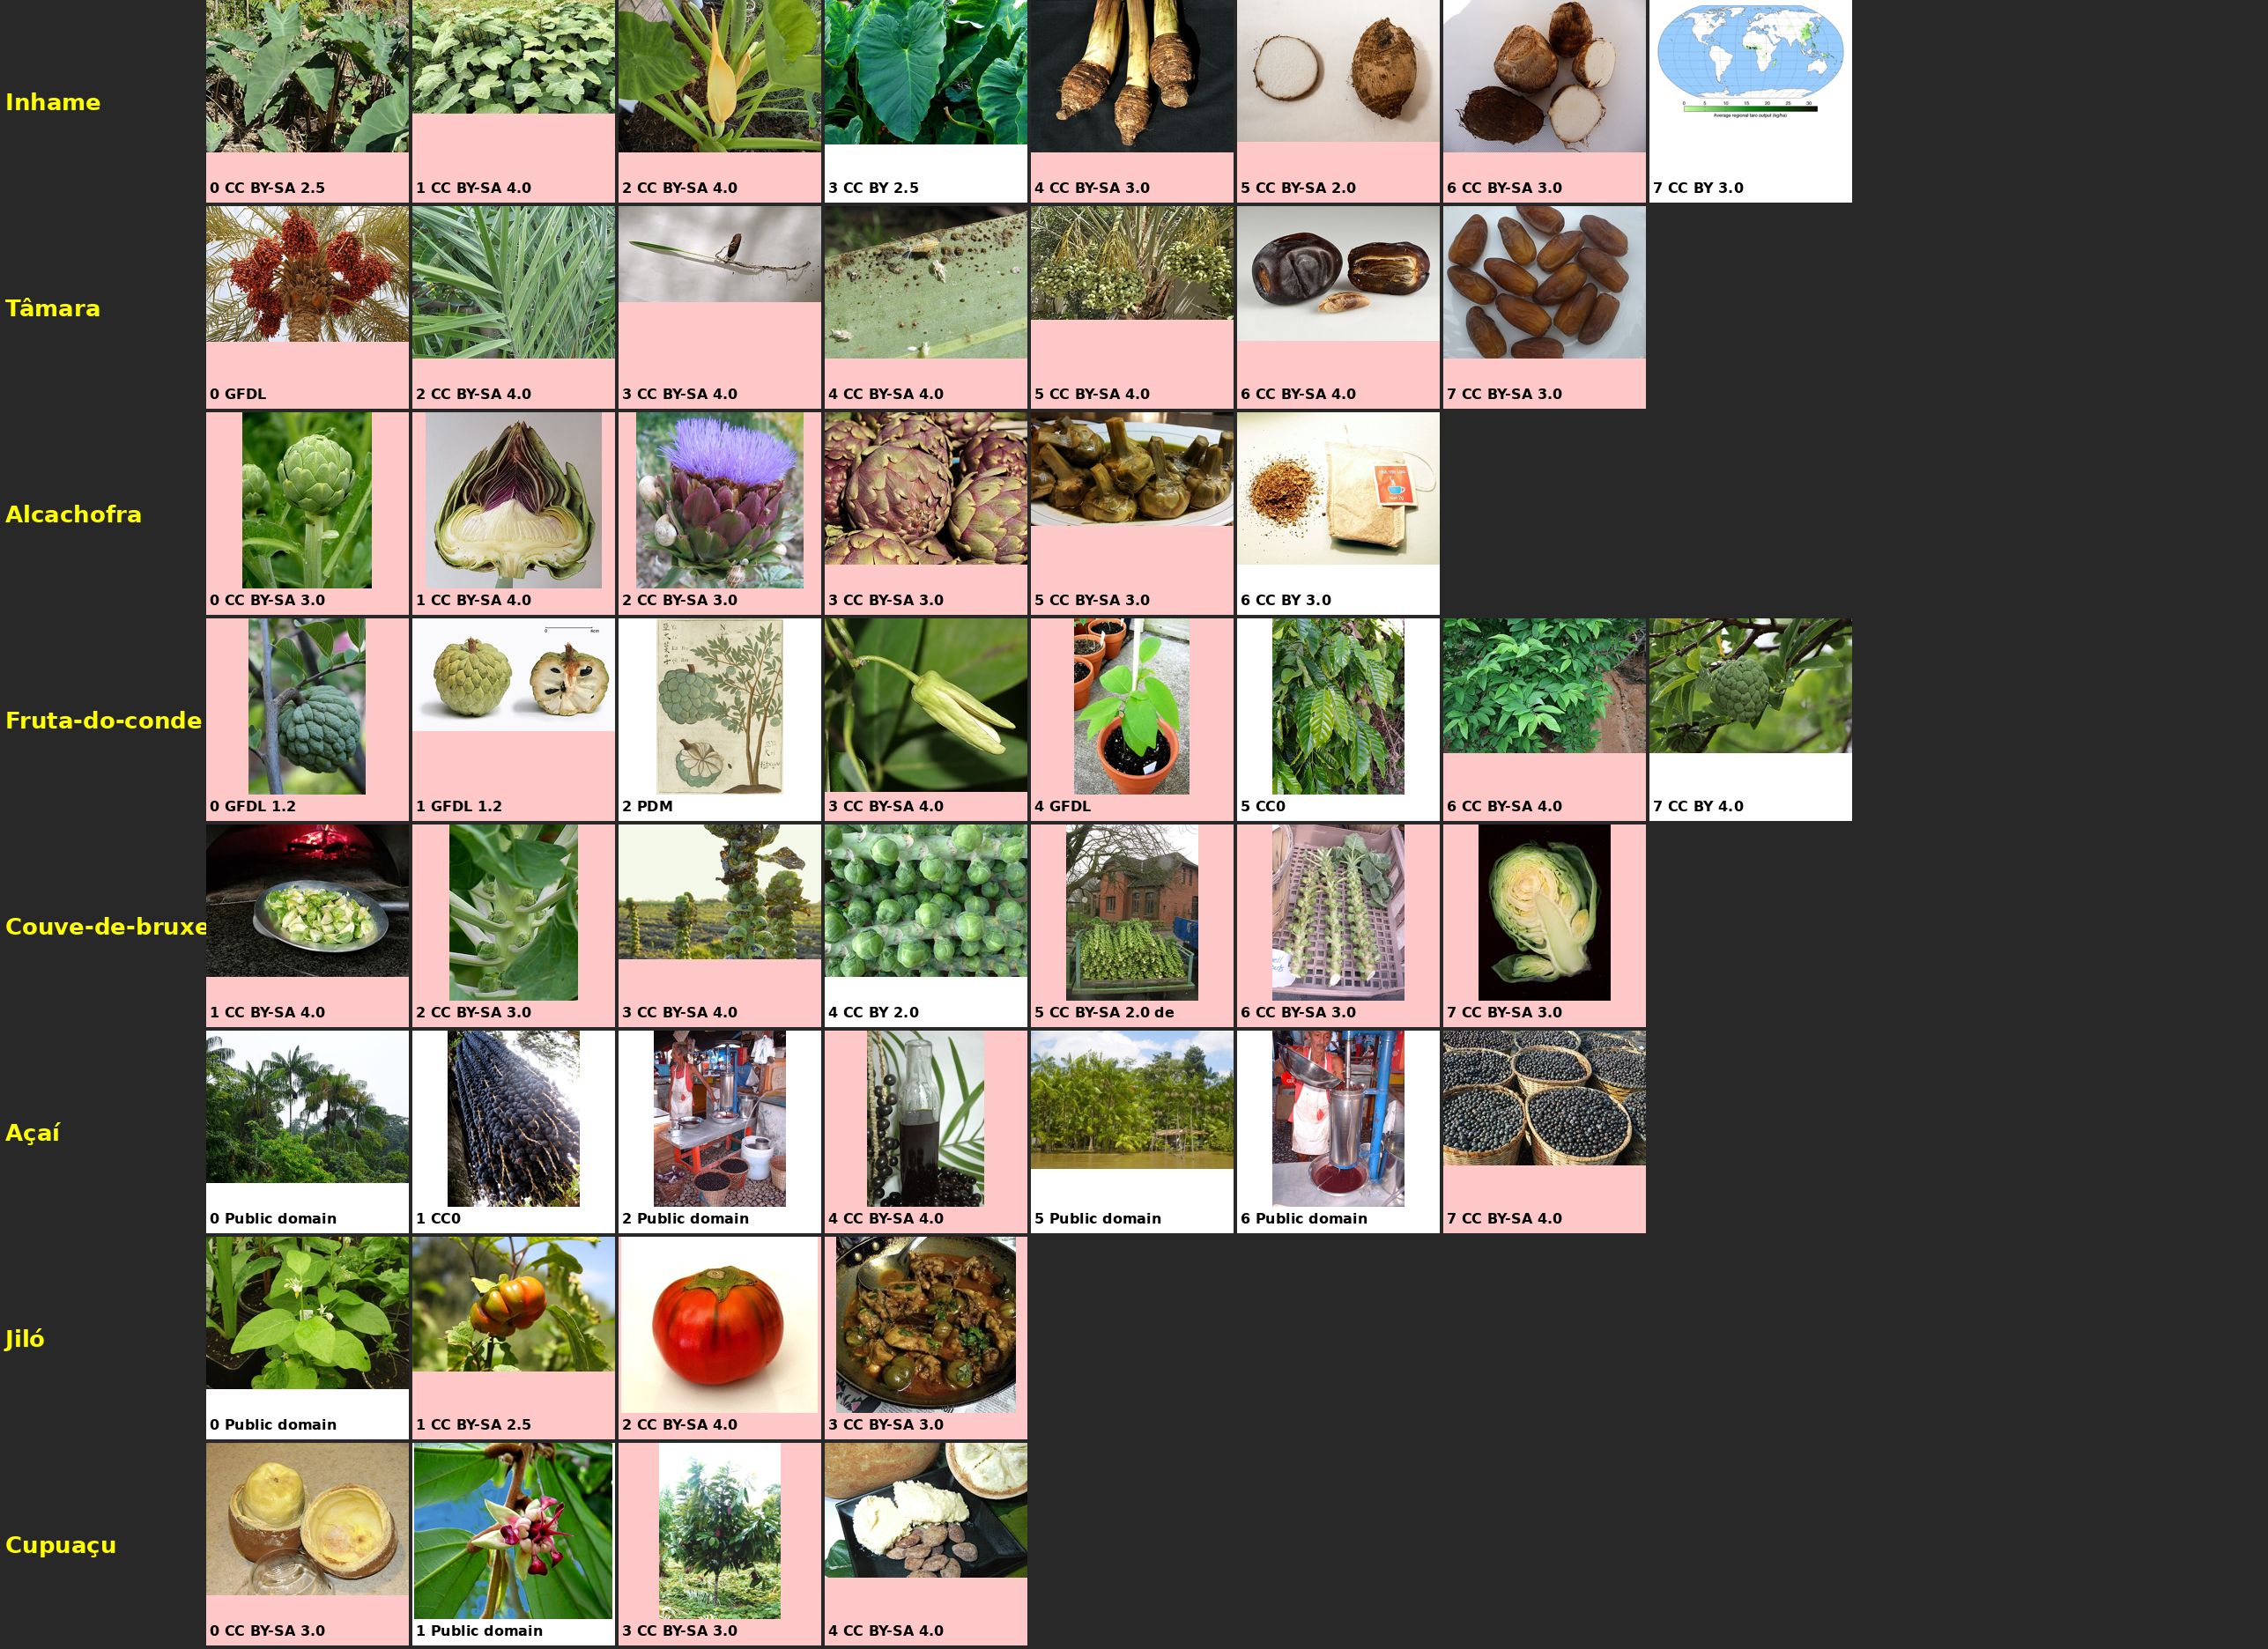 Inhame
0 CC BY-SA 2.5
1 CC BY-SA 4.0
2 CC BY-SA 4.0
3 CC BY 2.5
4 CC BY-SA 3.0
5 CC BY-SA 2.0
6 CC BY-SA 3.0
0 5 10 15 20 25 30
Average regional taro output (kg/ha)
7 CC BY 3.0
Tâmara
0 GFDL
2 CC BY-SA 4.0
3 CC BY-SA 4.0
4 CC BY-SA 4.0
5 CC BY-SA 4.0
6 CC BY-SA 4.0
7 CC BY-SA 3.0
Alcachofra
0 CC BY-SA 3.0
1 CC BY-SA 4.0
2 CC BY-SA 3.0
3 CC BY-SA 3.0
5 CC BY-SA 3.0
6 CC BY 3.0
Fruta-do-conde
0 GFDL 1.2
1 GFDL 1.2
2 PDM
3 CC BY-SA 4.0
4 GFDL
5 CC0
6 CC BY-SA 4.0
7 CC BY 4.0
Couve-de-bruxe
1 CC BY-SA 4.0
2 CC BY-SA 3.0
3 CC BY-SA 4.0
4 CC BY 2.0
5 CC BY-SA 2.0 de
6 CC BY-SA 3.0
7 CC BY-SA 3.0
Açaí
0 Public domain
1 CC0
2 Public domain
4 CC BY-SA 4.0
5 Public domain
6 Public domain
7 CC BY-SA 4.0
Jiló
0 Public domain
1 CC BY-SA 2.5
2 CC BY-SA 4.0
3 CC BY-SA 3.0
Cupuaçu
0 CC BY-SA 3.0
1 Public domain
3 CC BY-SA 3.0
4 CC BY-SA 4.0